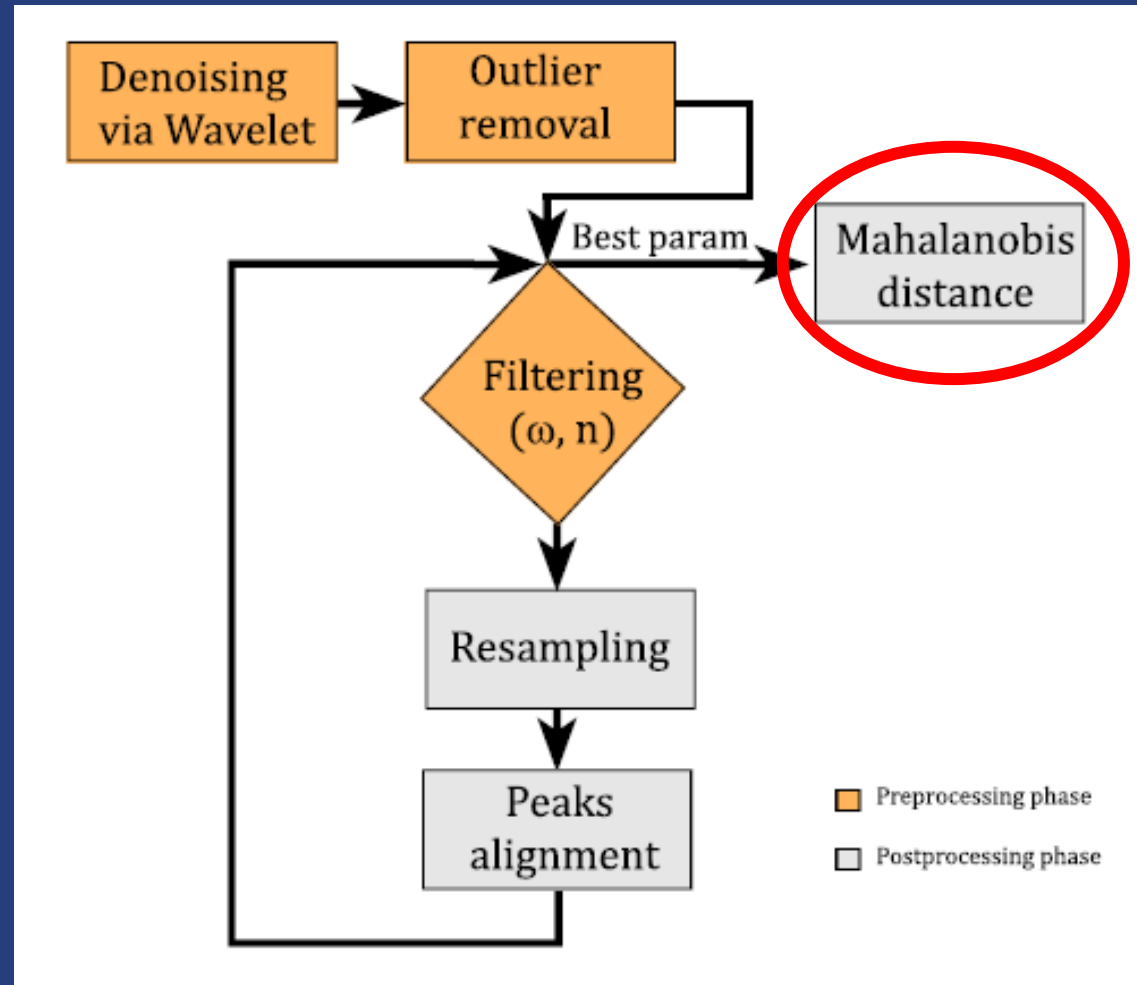 Denoising
via Wavelet
Outlier
removal
Best param
Mahalanobis
distance
Filtering
(ω, n)
Resampling
Peaks
alignment
Preprocessing phase
Postprocessing phase